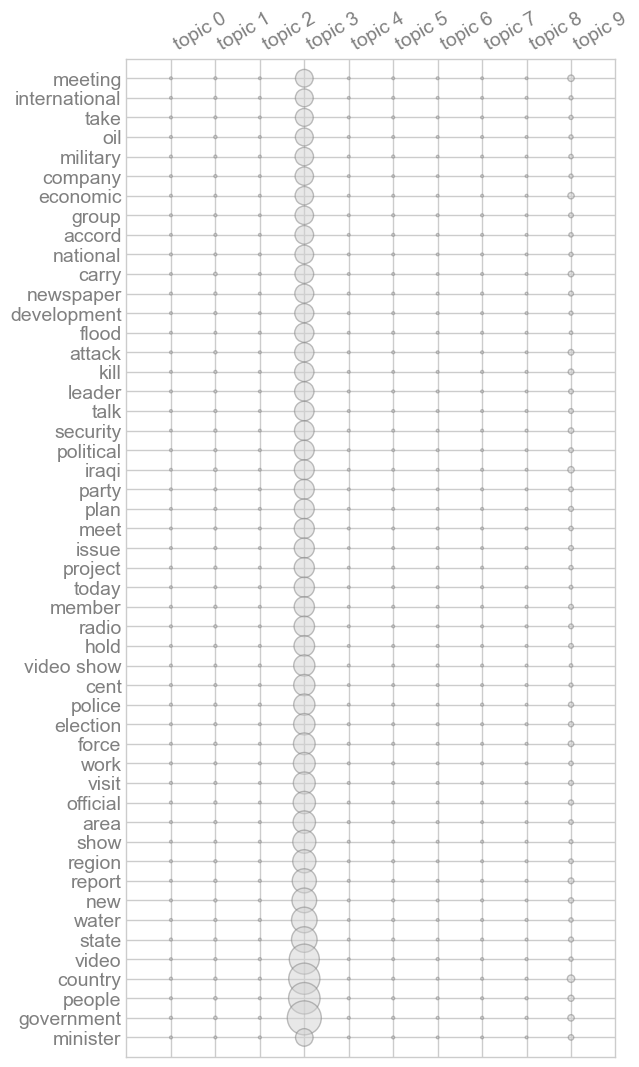 topic 0 topic 1 topic 2 topic 3 topic 4 topic 5 topic 6 topic 7 topic 8 topic 9
meeting
international
take
oil
military
company
economic
group
accord
national
carry
newspaper
development
flood
attack
kill
leader
talk
security
political
iraqi
party
plan
meet
issue
project
today
member
radio
hold
video show
cent
police
election
force
work
visit
official
area
show
region
report
new
water
state
video
country
people
government
minister